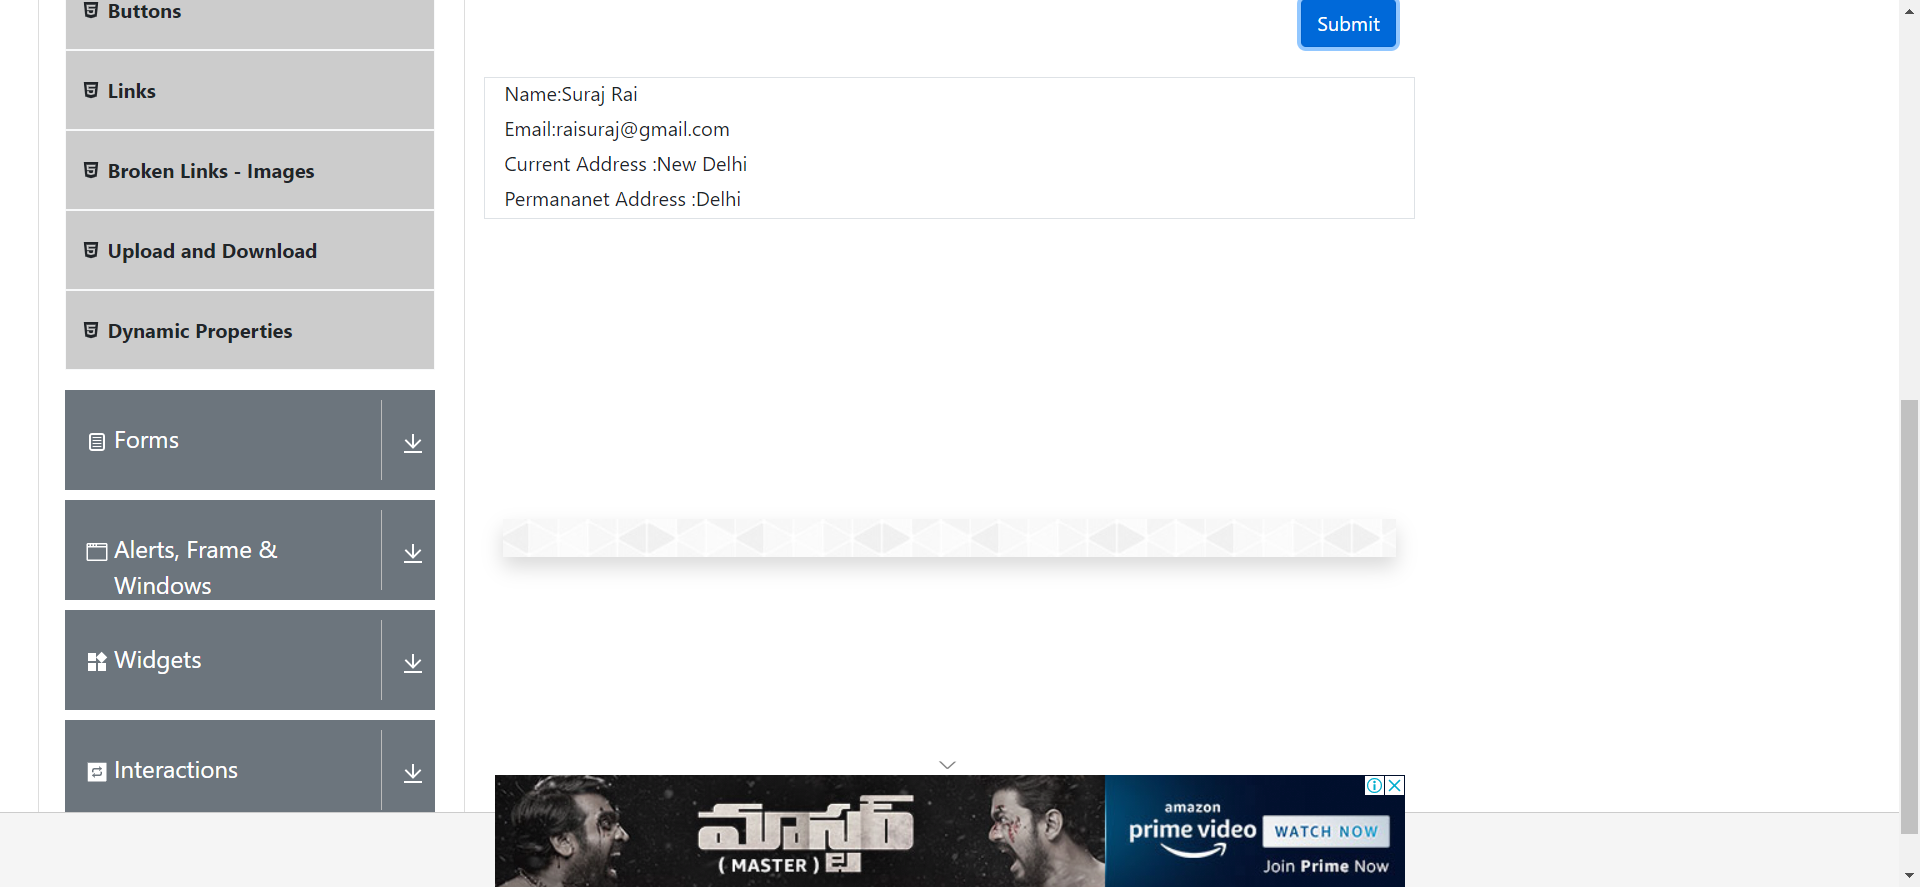 Buttons
Links
Broken Links - Images
Upload and Download
Dynamic Properties
Forms
Alerts, Frame &
Windows
Widgets
Interactions
Submit
Name:Suraj Rai
Email:raisuraj@gmail.com
Current Address :New Delhi
Permananet Address :Delhi
మాస్టర్
( MASTER )
amazon
prime video
WATCH NOW
Join Prime Now